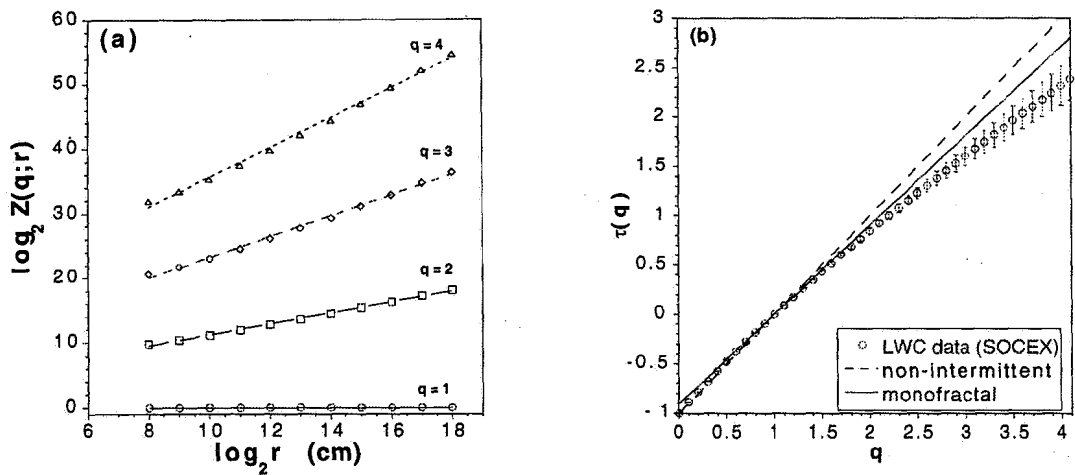 (a)
q=4
q=3
q=2
q=1
60
50
40
30
20
10
0
log₂ Z(q;r)
6 8 10 12 14 16 18
log₂r (cm)
(b)
3
2.5
2
1.5
1
0.5
0
-0.5
-1
τ(q)
LWC data (SOCEX)
non-intermittent
monofractal
0 0.5 1 1.5 2 2.5 3 3.5 4
q